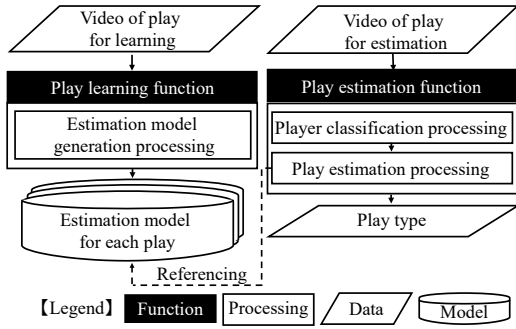 Video of play
for learning
Video of play
for estimation
Play learning function
Play estimation function
Estimation model
generation processing
Player classification processing
Play estimation processing
Estimation model
for each play
Play type
Referencing
【Legend】 Function Processing Data Model